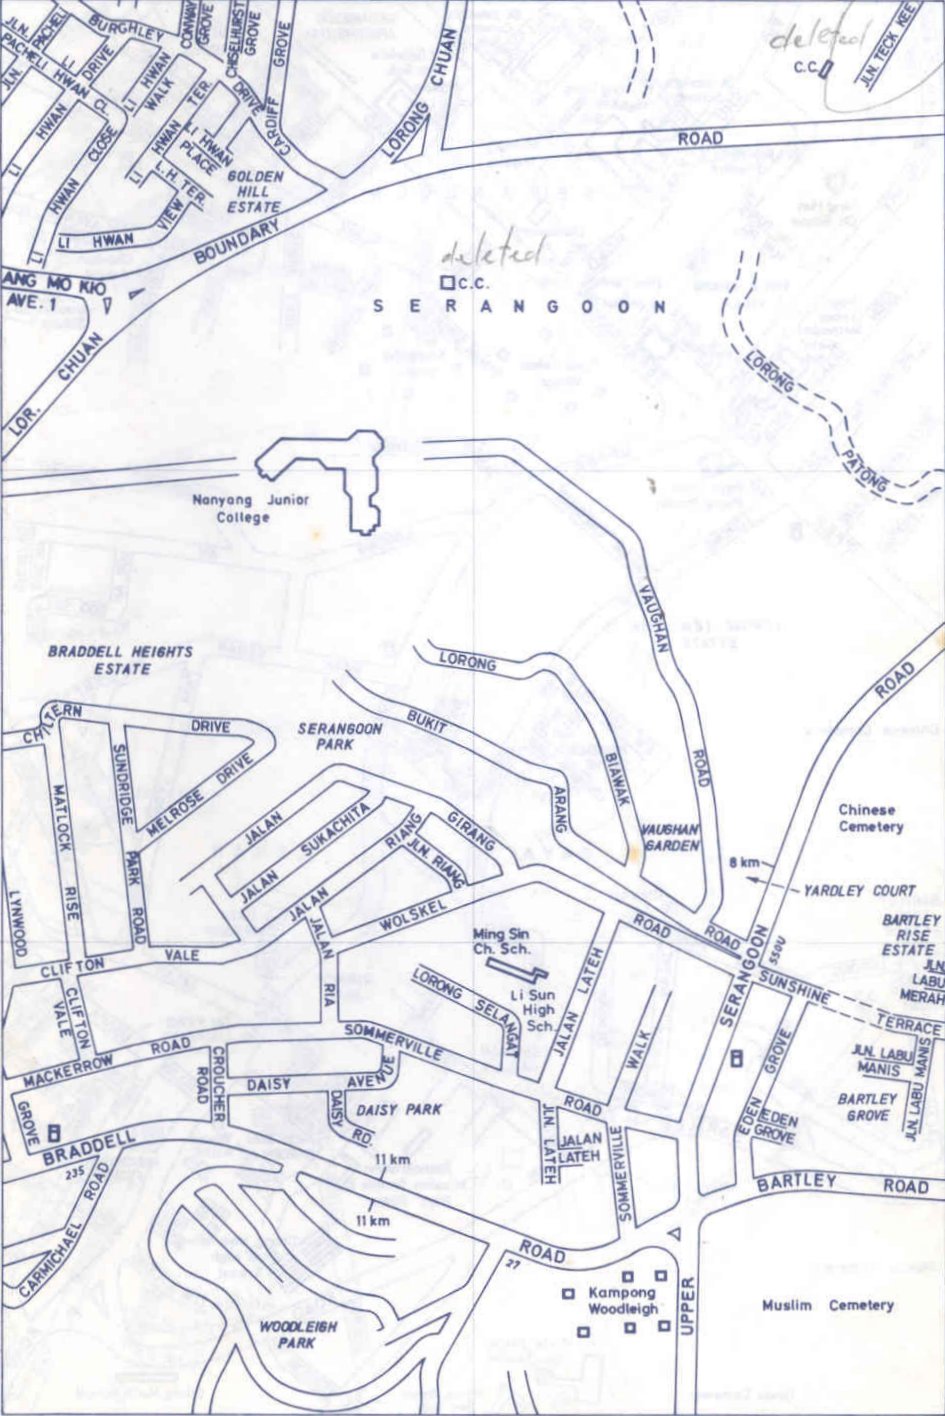 JLN. PACHELI
PACHELI HWAN CL.
JLN.
BURGHLEY
DRIVE
CONWAY
GROVE
CHISELHURST
GROVE
CARDIFF
GROVE
LI HWAN DRIVE
LI HWAN WALK
LI HWAN TER
LI HWAN
PLACE
LI HWAN CLOSE
LI HWAN
L.H. TER.
VIEW
LI HWAN
GOLDEN
HILL
ESTATE
LORONG CHUAN
deleted
C.C.
JLN. TECK KEE
BOUNDARY
ROAD
ANG MO KIO
AVE. 1
deleted
C.C.
SERANGOON
LOR. CHUAN
LORONG
PATONG
Nanyang Junior
College
VAUGHAN
ROAD
BRADDELL HEIGHTS
ESTATE
LORONG
BIAWAK
BUKIT
ARANG
SERANGOON
PARK
CHILTERN
DRIVE
SUNDRIDGE
PARK ROAD
MELROSE DRIVE
MATLOCK RISE
LYNWOOD
GROVE
JALAN
GIRANG
JALAN SUKACHITA
JALAN RIANG
JLN. RIANG
WOLSKEL
ROAD
VAUGHAN
GARDEN
8 km
YARDLEY COURT
Chinese
Cemetery
ROAD
BARTLEY
RISE
ESTATE
JLN.
LABU
MERAH
CLIFTON
VALE
CLIFTON
VALE
JALAN RIA
Ming Sin
Ch. Sch.
Li Sun
High
Sch.
LORONG SELANGAT
JALAN LATEH
WALK
ROAD
SERANGOON
550U
SUNSHINE
TERRACE
JLN. LABU
MANIS
JLN. LABU MANIS
BARTLEY
GROVE
MACKERROW
ROAD
SOMMERVILLE
ROAD
CROUCHER
ROAD
DAISY
AVENUE
DAISY
RD.
DAISY PARK
EDEN GROVE
EDEN
GROVE
JLN. LATEH
JALAN
LATEH
SOMMERVILLE
BRADDELL
235
CARMICHAEL ROAD
11 km
11 km
ROAD
27
BARTLEY
ROAD
UPPER
Kampong
Woodleigh
Muslim Cemetery
WOODLEIGH
PARK